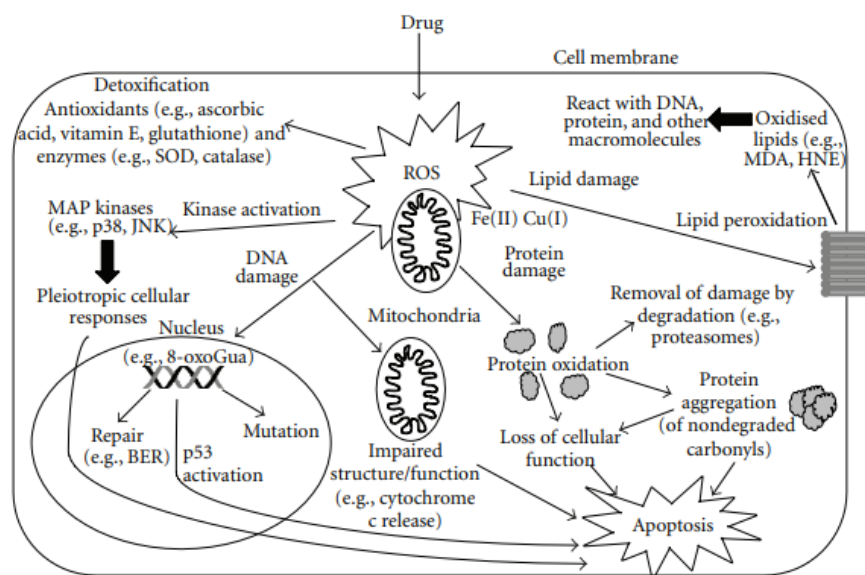 Drug
Cell membrane
Detoxification
Antioxidants (e.g., ascorbic
acid, vitamin E, glutathione) and
enzymes (e.g., SOD, catalase)
React with DNA,
protein, and other
macromolecules
Oxidised
lipids (e.g.,
MDA, HNE)
ROS
Lipid damage
MAP kinases
(e.g., p38, JNK)
Kinase activation
Fe(II) Cu(I)
Lipid peroxidation
DNA
damage
Protein
damage
Pleiotropic cellular
responses
Mitochondria
Removal of damage by
degradation (e.g.,
proteasomes)
Nucleus
(e.g., 8-oxoGua)
Protein oxidation
Protein
aggregation
(of nondegraded
carbonyls)
Repair
(e.g., BER)
p53
activation
Mutation
Impaired
structure/function
(e.g., cytochrome
c release)
Loss of cellular
function
Apoptosis